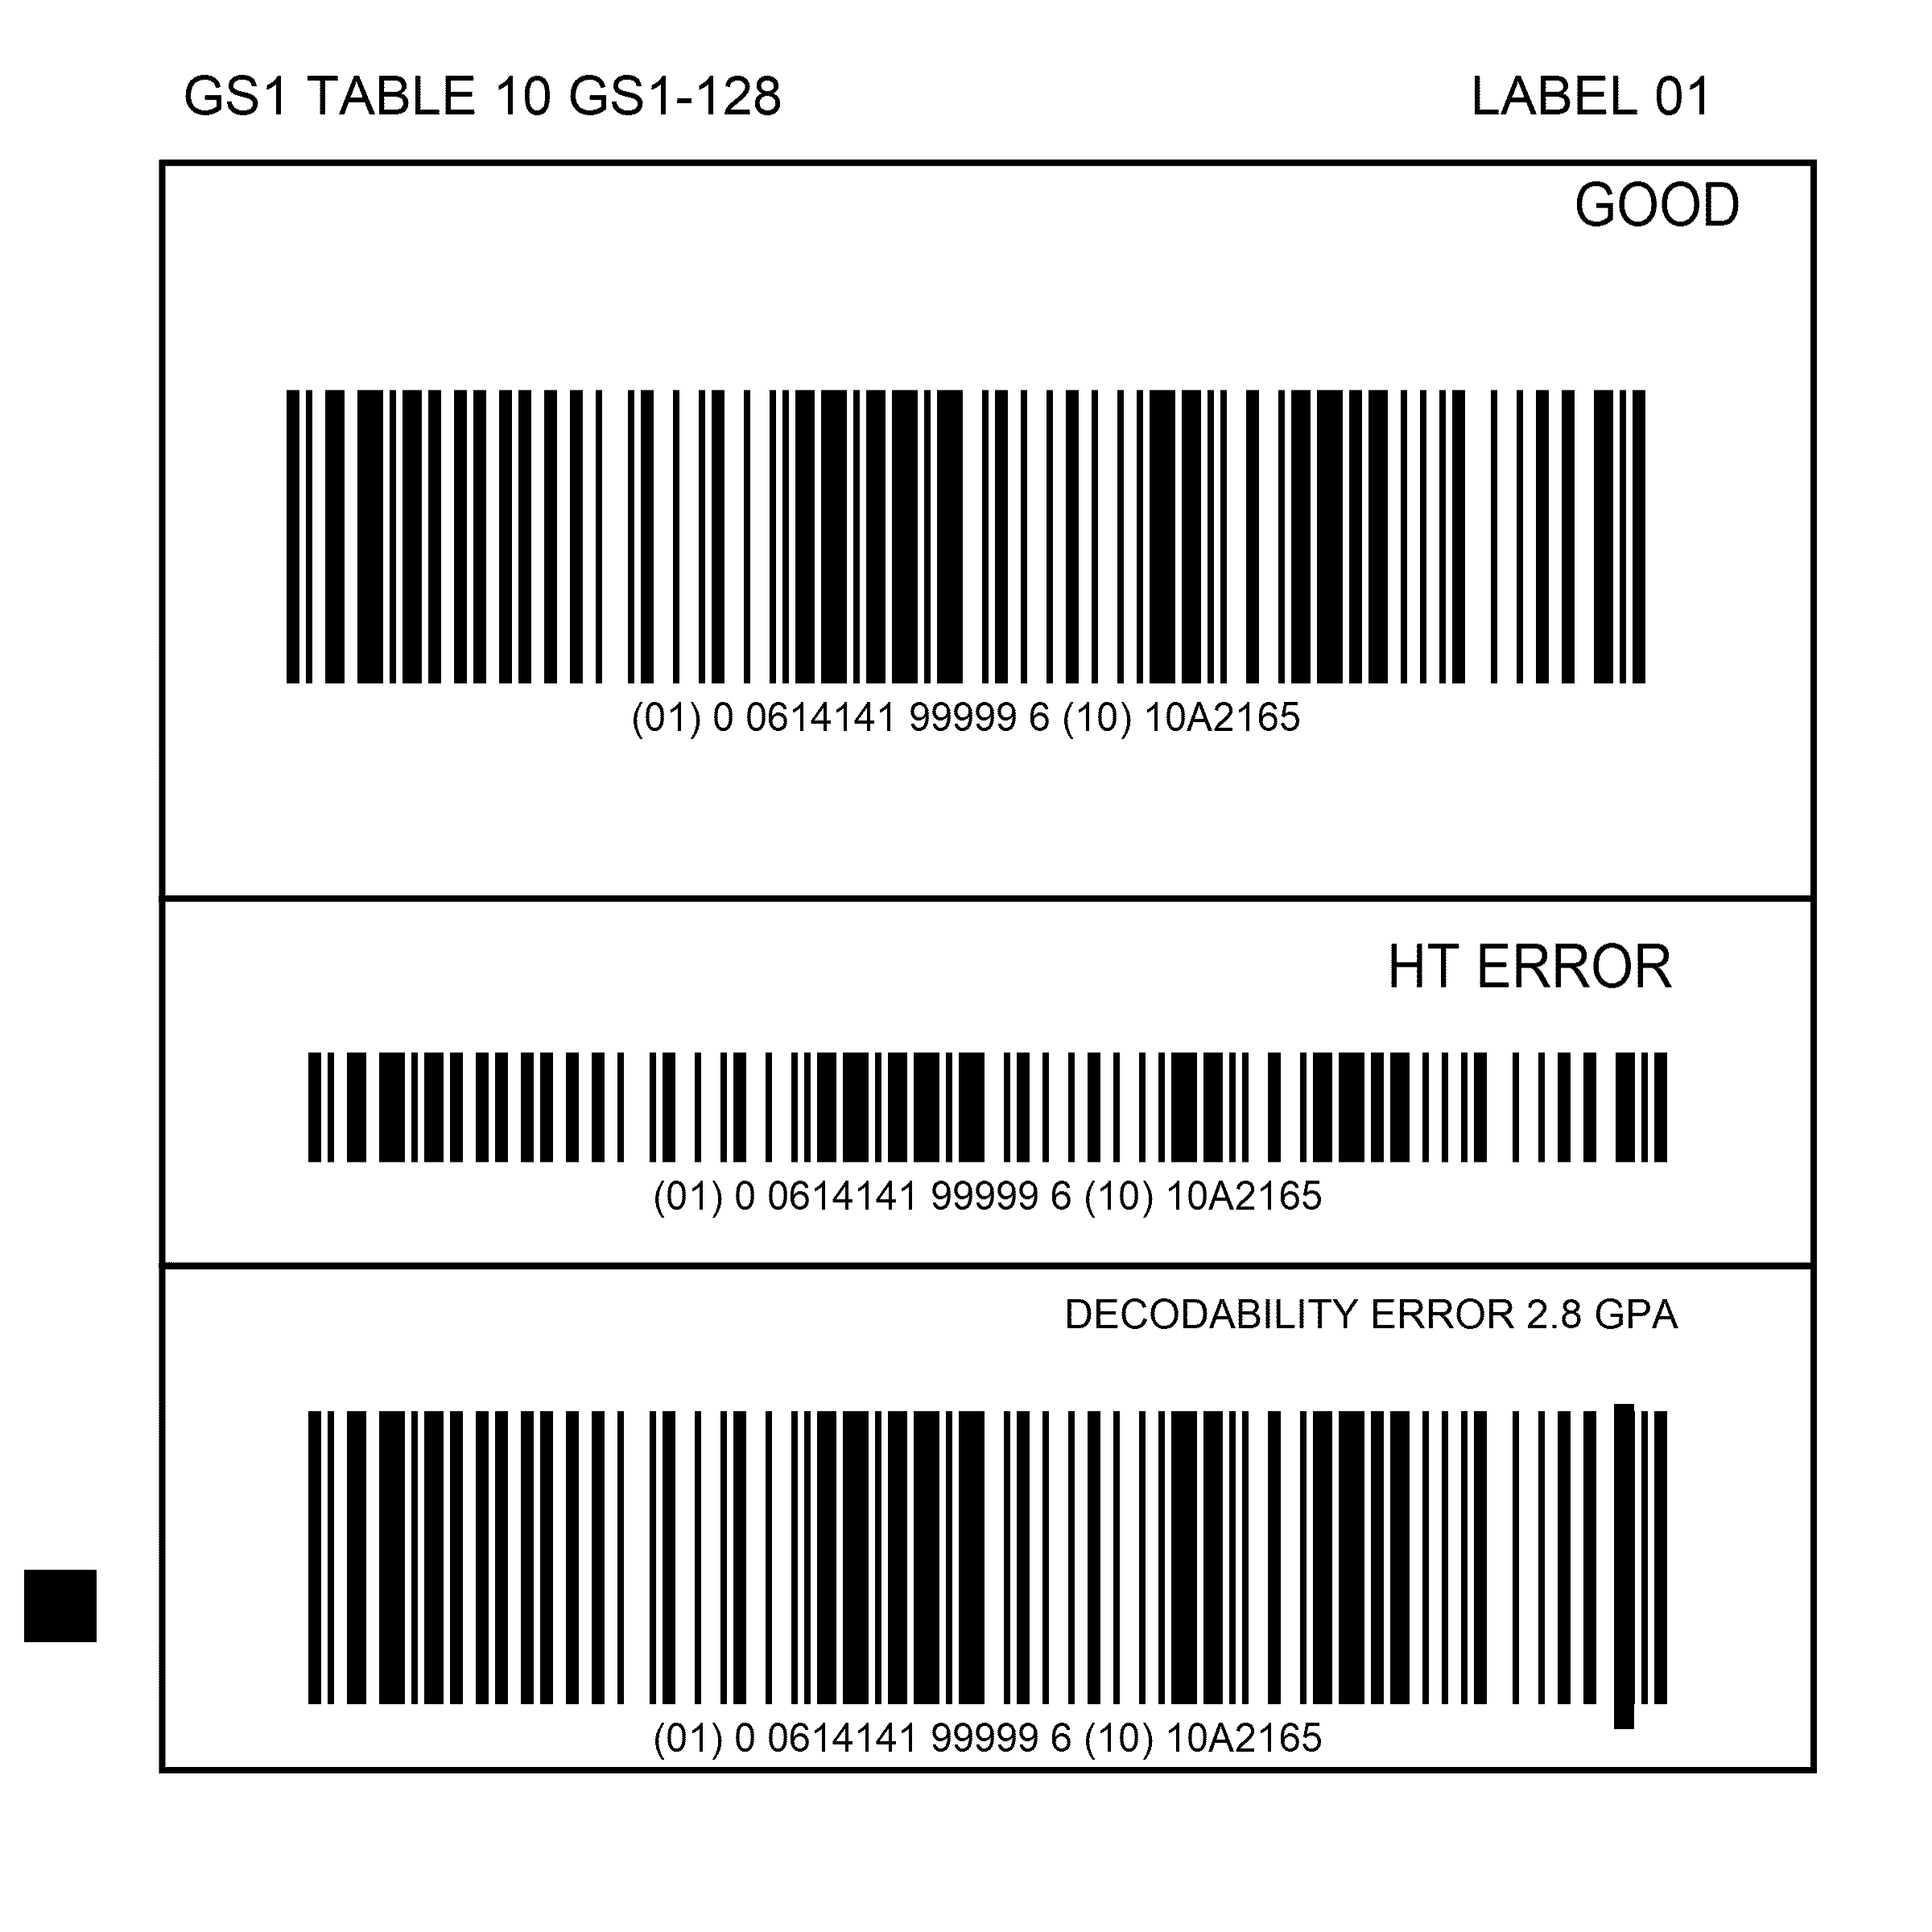 GS1 TABLE 10 GS1-128 LABEL 01
GOOD
(01) 0 0614141 99999 6 (10) 10A2165
HT ERROR
(01) 0 0614141 99999 6 (10) 10A2165
DECODABILITY ERROR 2.8 GPA
(01) 0 0614141 99999 6 (10) 10A2165